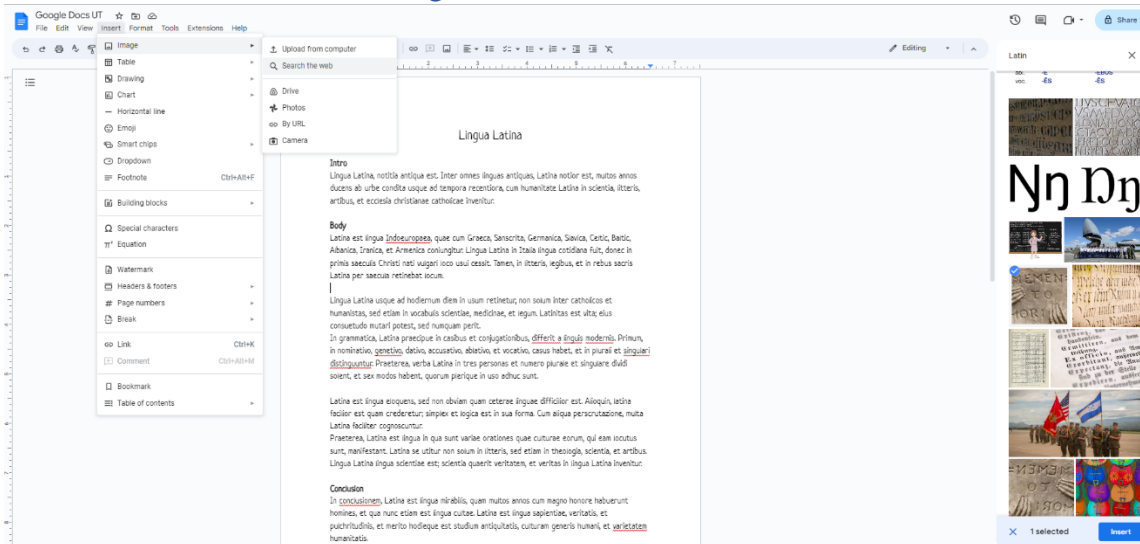 Google Docs UT
File Edit View Insert Format Tools Extensions Help
Share
Editing
Image
Table
Drawing
Chart
Horizontal line
Emoji
Smart chips
Dropdown
Footnote Ctrl+Alt+F
Building blocks
Special characters
Equation
Watermark
Headers & footers
Page numbers
Break
Link Ctrl+K
Comment Ctrl+Alt+M
Bookmark
Table of contents
Upload from computer
Search the web
Drive
Photos
By URL
Camera
Lingua Latina
Intro
Lingua Latina, notitia antiqua est. Inter omnes linguas antiquas, Latina notior est, multos annos
ducens ab urbe condita usque ad tempora recentiora, cum humanitate Latina in scientia, litteris,
artibus, et ecclesia christianae catholicae invenitur.
Body
Latina est lingua Indoeuropaea, quae cum Graeca, Sanscrita, Germanica, Slavica, Celtic, Baltic,
Albanica, Iranica, et Armenica coniungitur. Lingua Latina in Italia lingua cotidiana fuit, donec in
primis saeculis Christi nati vulgari loco usui cessit. Tamen, in litteris, legibus, et in rebus sacris
Latina per saecula retinebat locum.
Lingua Latina usque ad hodiernum diem in usum retinetur, non solum inter catholicos et
humanistas, sed etiam in vocabulis scientiae, medicinae, et legum. Latinitas est vita; eius
consuetudo mutari potest, sed numquam perit.
In grammatica, Latina praecipue in casibus et conjugationibus, differit a linguis modernis. Primum,
in nominativo, genetivo, dativo, accusativo, ablativo, et vocativo, casus habet, et in plurali et singulari
distinguuntur. Praeterea, verba Latina in tres personas et numero plurale et singulare dividi
solent, et sex modos habent, quorum plerique in uso adhuc sunt.
Latina est lingua eloquens, sed non obviam quam ceterae linguae difficilior est. Alioquin, latina
facilior est quam crederetur; simplex et logica est in sua forma. Cum aliqua perscrutazione, multa
Latina faciliter cognoscuntur.
Praeterea, Latina est lingua in qua sunt variae orationes quae culturae eorum, qui eam locutus
sunt, manifestant. Latina se utitur non solum in litteris, sed etiam in theologia, scientia, et artibus.
Lingua Latina lingua scientiae est; scientia quaerit veritatem, et veritas in lingua Latina invenitur.
Conclusion
In conclusionem, Latina est lingua mirabilis, quam multos annos cum magno honore habuerunt
homines, et qua nunc etiam est lingua cultae. Latina est lingua sapientiae, veritatis, et
pulchritudinis, et merito hodieque est studium antiquitatis, culturam generis humani, et varietatem
humanitatis.
Latin
voc. -ĒS -ĒS
Ŋŋ Ŋŋ
1 selected
Insert